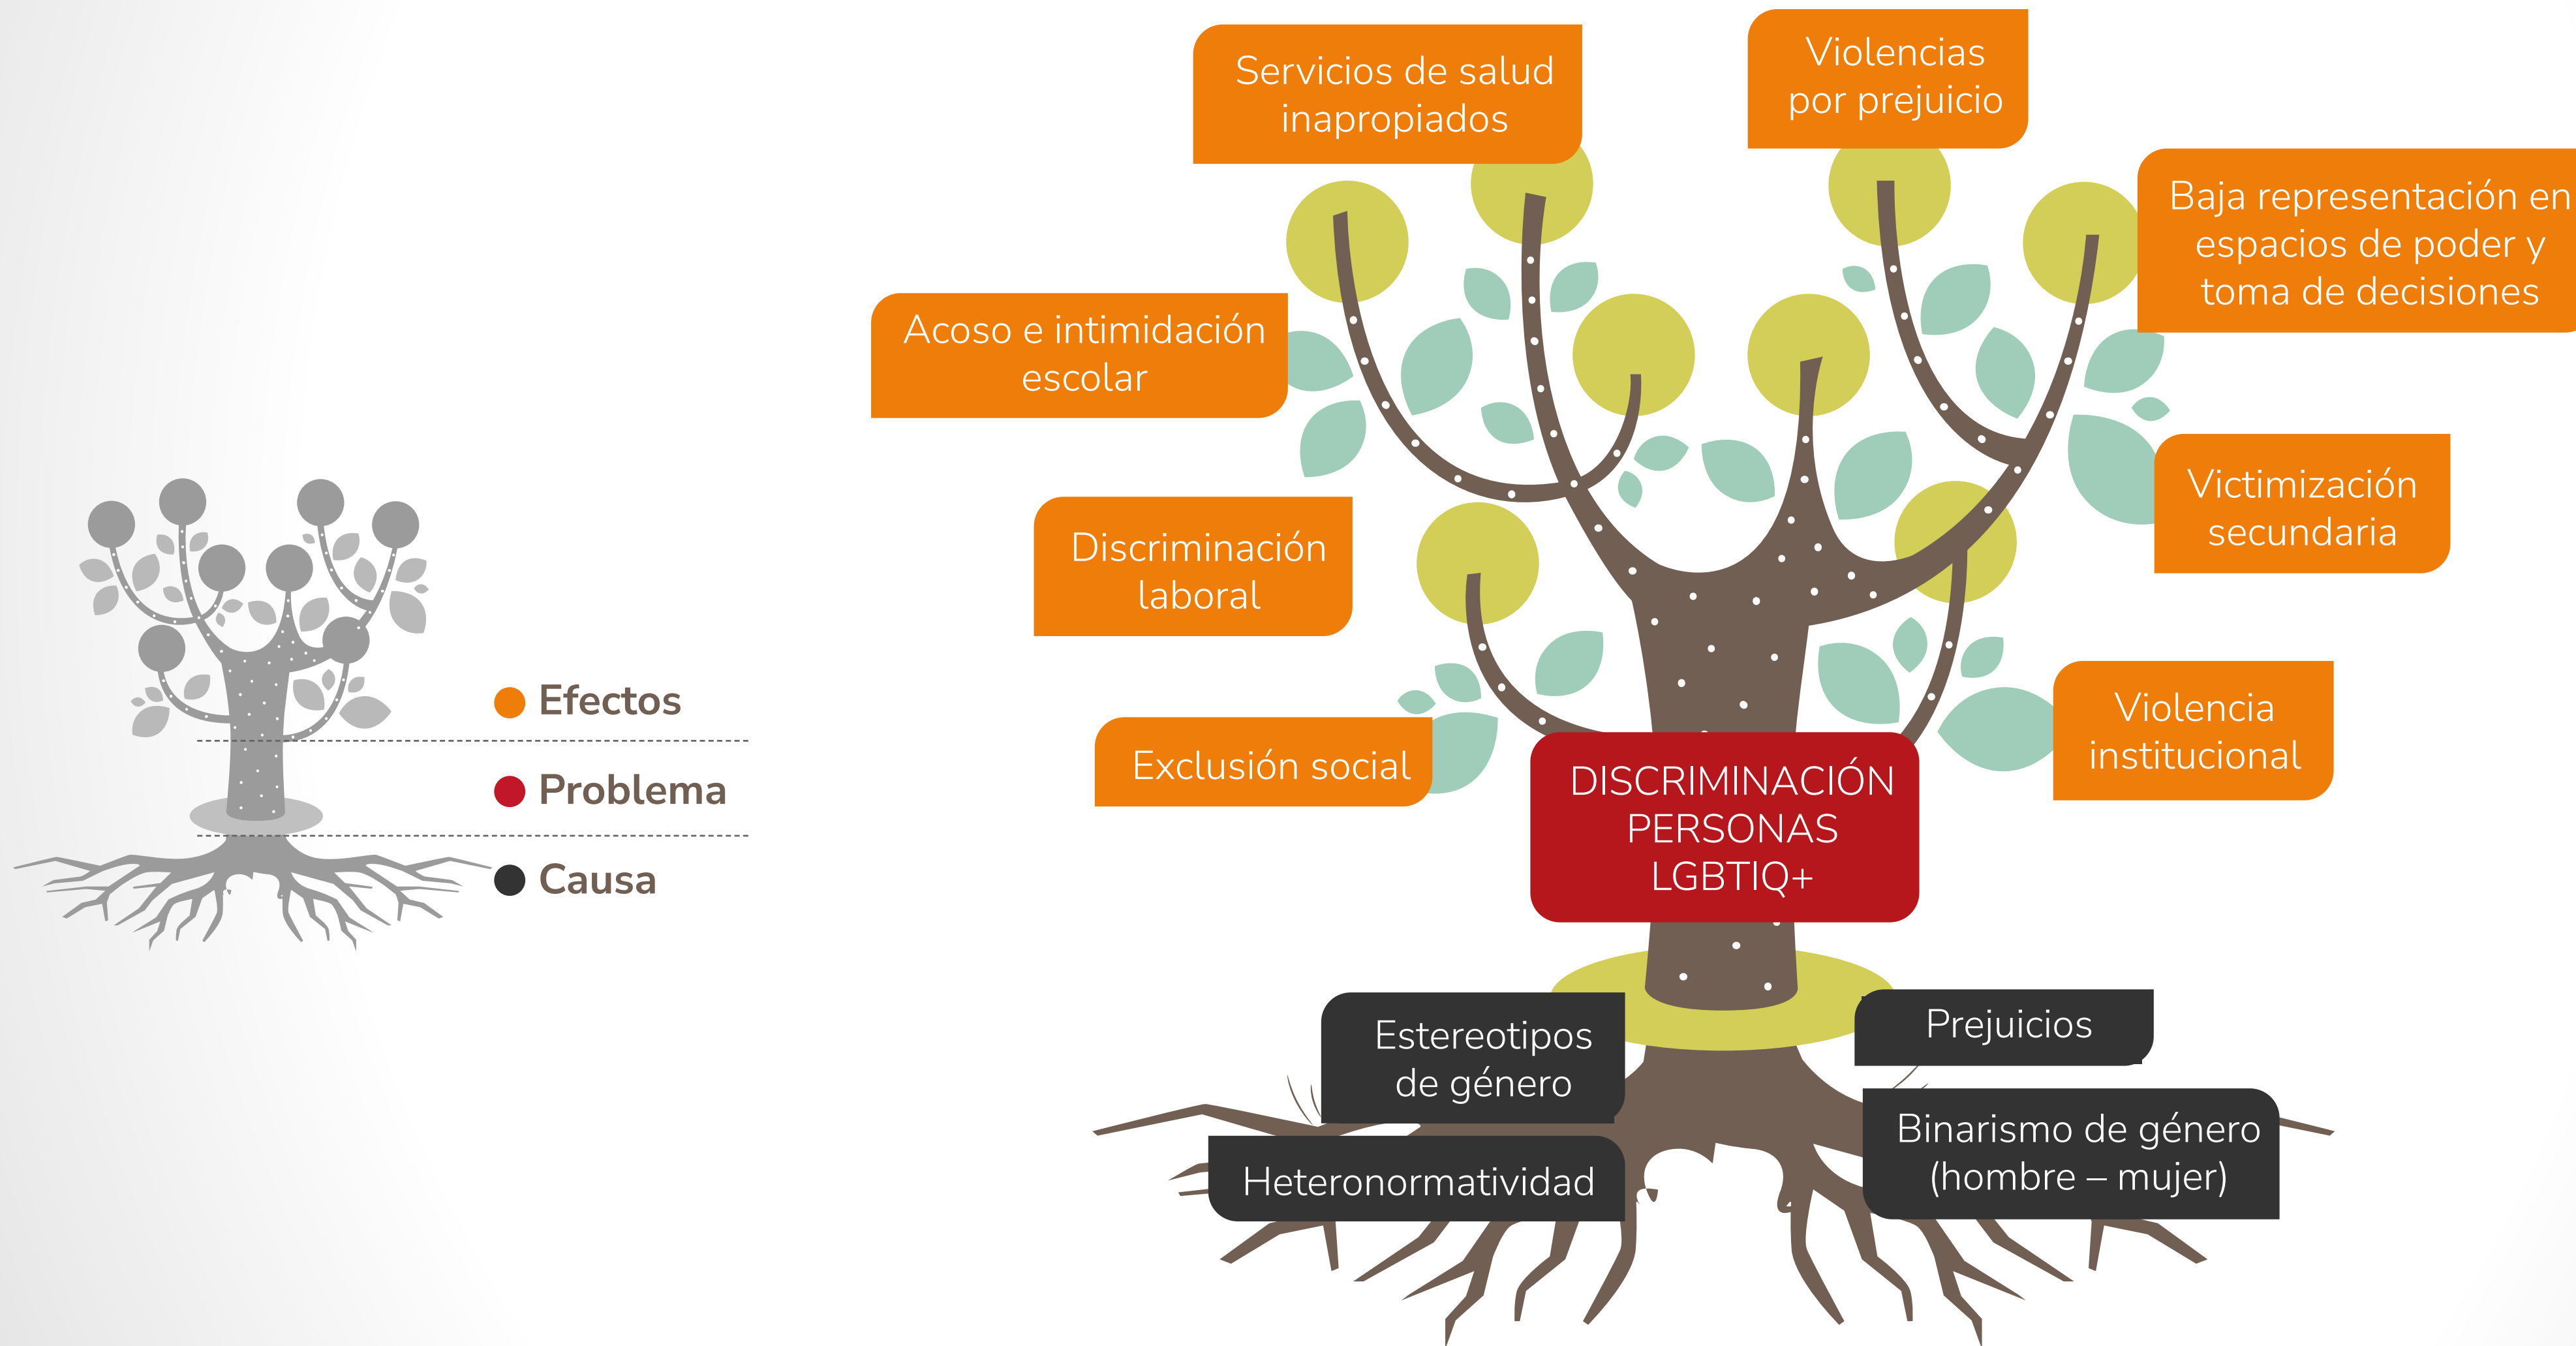 Efectos
Problema
Causa
Servicios de salud
inapropiados
Violencias
por prejuicio
Baja representación en
espacios de poder y
toma de decisiones
Acoso e intimidación
escolar
Victimización
secundaria
Discriminación
laboral
Violencia
institucional
Exclusión social
DISCRIMINACIÓN
PERSONAS
LGBTIQ+
Estereotipos
de género
Prejuicios
Heteronormatividad
Binarismo de género
(hombre – mujer)